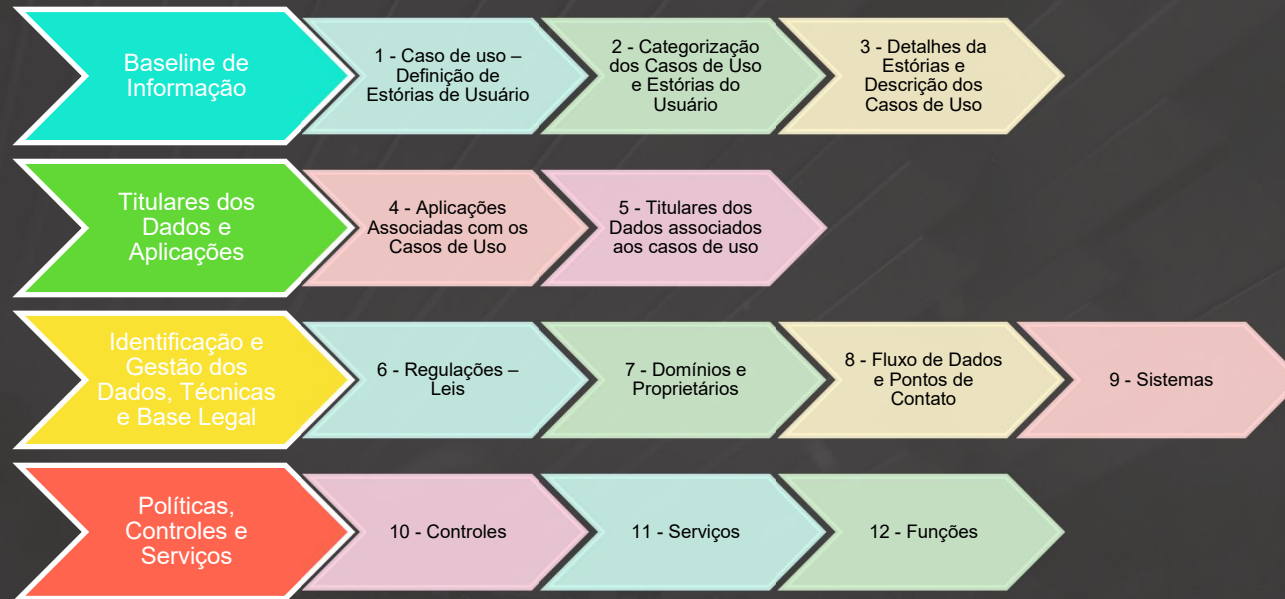 Baseline de
Informação
1 - Caso de uso –
Definição de
Estórias de Usuário
2 - Categorização
dos Casos de Uso
e Estórias do
Usuário
3 - Detalhes da
Estórias e
Descrição dos
Casos de Uso
Titulares dos
Dados e
Aplicações
4 - Aplicações
Associadas com os
Casos de Uso
5 - Titulares dos
Dados associados
aos casos de uso
Identificação e
Gestão dos
Dados, Técnicas
e Base Legal
6 - Regulações –
Leis
7 - Domínios e
Proprietários
8 - Fluxo de Dados
e Pontos de
Contato
9 - Sistemas
Políticas,
Controles e
Serviços
10 - Controles
11 - Serviços
12 - Funções